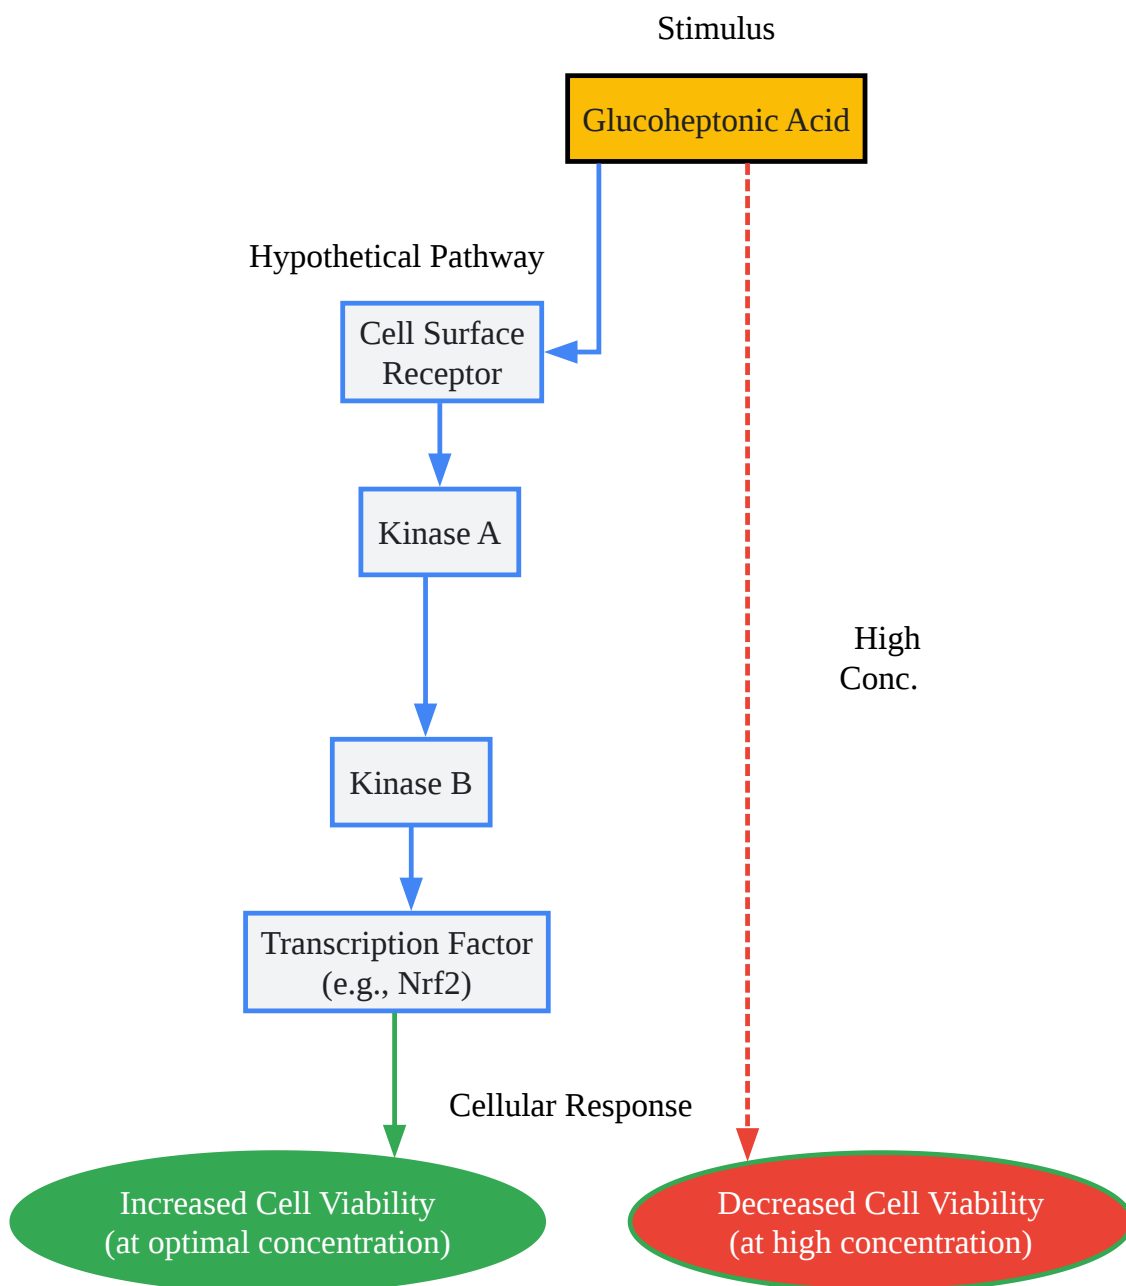 Stimulus
Glucoheptonic Acid
Hypothetical Pathway
Cell Surface
Receptor
Kinase A
High
Conc.
Kinase B
Transcription Factor
(e.g., Nrf2)
Cellular Response
Increased Cell Viability
(at optimal concentration)
Decreased Cell Viability
(at high concentration)